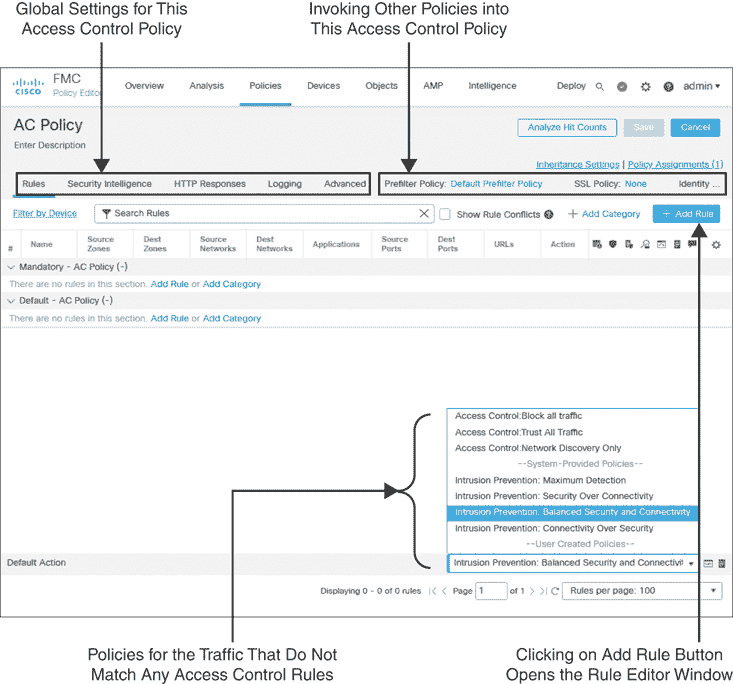 Global Settings for This
Access Control Policy
Invoking Other Policies into
This Access Control Policy
CISCO
FMC
Policy Editor
Overview
Analysis
Policies
Devices
Objects
AMP
Intelligence
Deploy
admin
AC Policy
Enter Description
Analyze Hit Counts
Save
Cancel
Inheritance Settings | Policy Assignments (1)
Rules
Security Intelligence
HTTP Responses
Logging
Advanced
Prefilter Policy: Default Prefilter Policy
SSL Policy: None
Identity ...
Filter by Device
Search Rules
Show Rule Conflicts
+ Add Category
+ Add Rule
#
Name
Source Zones
Dest Zones
Source Networks
Dest Networks
Applications
Source Ports
Dest Ports
URLs
Action
Mandatory - AC Policy (-)
There are no rules in this section. Add Rule or Add Category
Default - AC Policy (-)
There are no rules in this section. Add Rule or Add Category
Access Control:Block all traffic
Access Control:Trust All Traffic
Access Control:Network Discovery Only
--System-Provided Policies--
Intrusion Prevention: Maximum Detection
Intrusion Prevention: Security Over Connectivity
Intrusion Prevention: Balanced Security and Connectivity
Intrusion Prevention: Connectivity Over Security
--User Created Policies--
Default Action
Intrusion Prevention: Balanced Security and Connectivit
Displaying 0 - 0 of 0 rules
Page 1 of 1
Rules per page: 100
Policies for the Traffic That Do Not
Match Any Access Control Rules
Clicking on Add Rule Button
Opens the Rule Editor Window